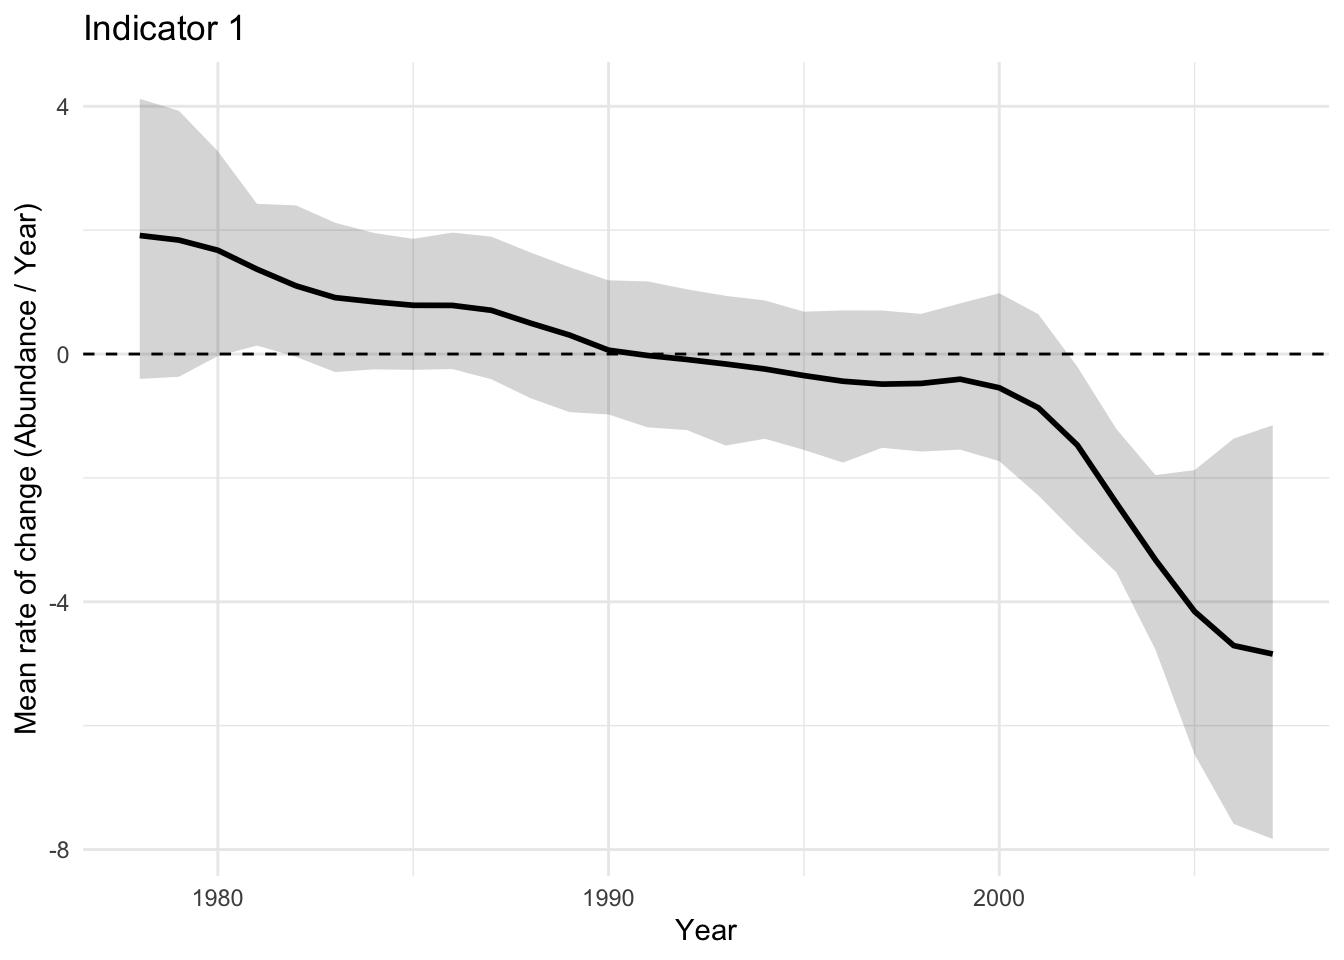 Indicator 1
Mean rate of change (Abundance / Year)
4
0
-4
-8
1980
1990
2000
Year